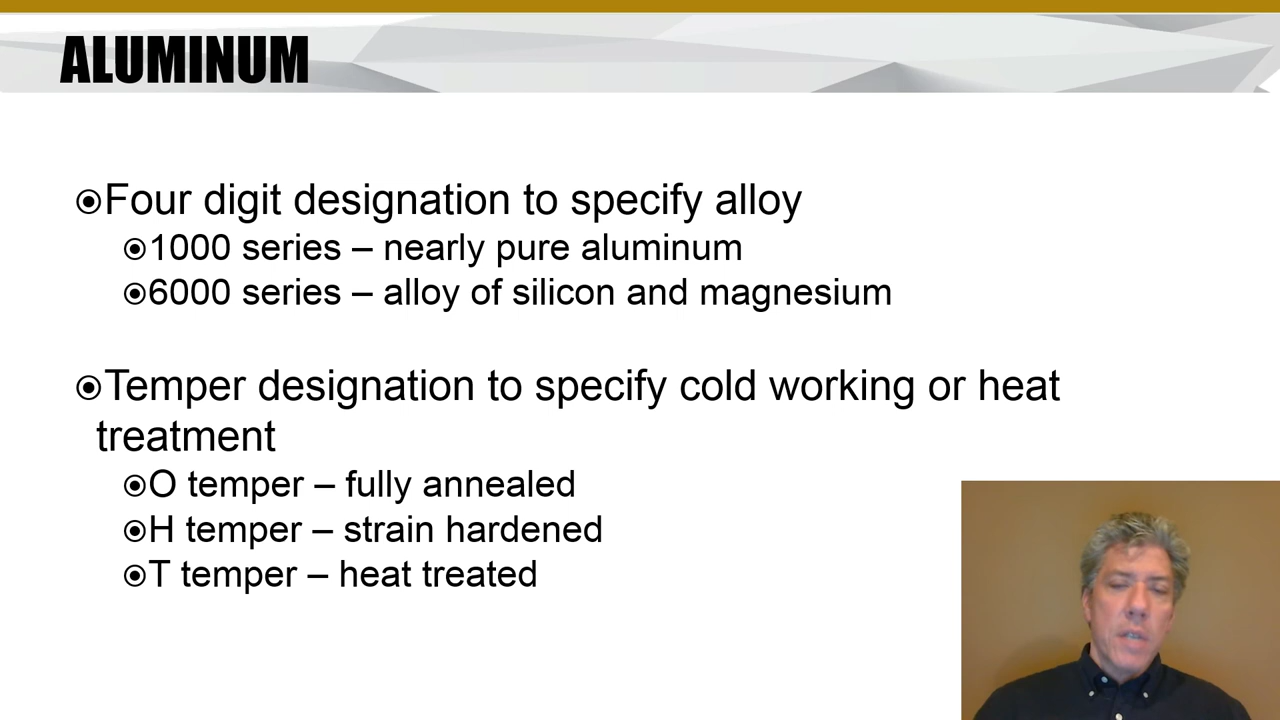 ALUMINUM
Four digit designation to specify alloy
1000 series – nearly pure aluminum
6000 series – alloy of silicon and magnesium
Temper designation to specify cold working or heat
treatment
O temper – fully annealed
H temper – strain hardened
T temper – heat treated